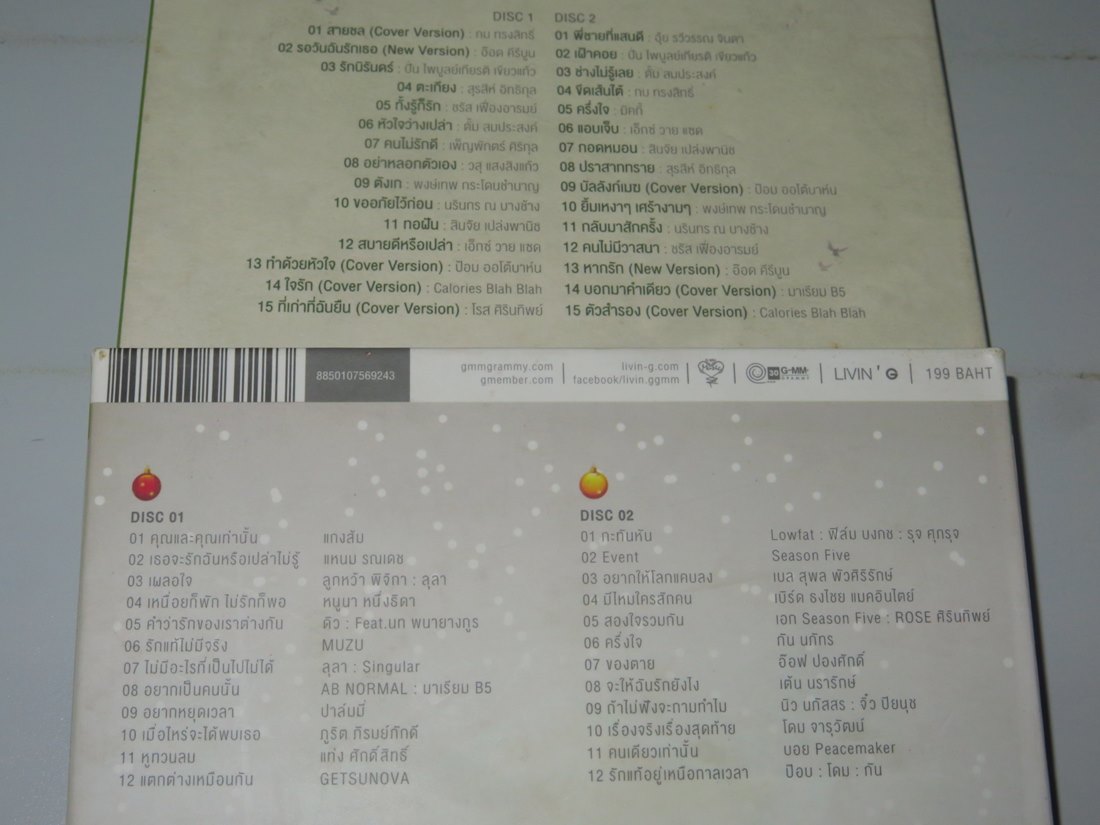 DISC 1
01 สายชล (Cover Version) : กบ ทรงสิทธิ์
02 รอวันฉันรักเธอ (New Version) : อ๊อด คีรีบูน
03 รักนิรันดร์ : ปั่น ไพบูลย์เกียรติ เขียวแก้ว
04 ตะเกียง : สุรสีห์ อิทธิกุล
05 ทั้งรู้ก็รัก : ชรัส เฟื่องอารมย์
06 หัวใจว่างเปล่า : ตั้ม สมประสงค์
07 คนไม่รักดี : เพ็ญพักตร์ ศิริกุล
08 อย่าหลอกตัวเอง : วสุ แสงสิงแก้ว
09 ตังเก : พงษ์เทพ กระโดนชำนาญ
10 ขออภัยไว้ก่อน : นรินทร ณ บางช้าง
11 ทอฝัน : สินจัย เปล่งพานิช
12 สบายดีหรือเปล่า : เอ็กซ์ วาย แซด
13 ทำด้วยหัวใจ (Cover Version) : ป๊อบ ออโต้บาห์น
14 ใจรัก (Cover Version) : Calories Blah Blah
15 ที่เก่าที่ฉันยืน (Cover Version) : โรส ศิรินทิพย์
DISC 2
01 พี่ชายที่แสนดี : อุ้ย รวิวรรณ จินดา
02 เฝ้าคอย : ปั่น ไพบูลย์เกียรติ เขียวแก้ว
03 ช่างไม่รู้เลย : ตั้ม สมประสงค์
04 ขีดเส้นใต้ : กบ ทรงสิทธิ์
05 ครึ่งใจ : มิคกี้
06 แอบเจ็บ : เอ็กซ์ วาย แซด
07 กอดหมอน : สินจัย เปล่งพานิช
08 ปราสาททราย : สุรสีห์ อิทธิกุล
09 บัลลังก์เมฆ (Cover Version) : ป๊อบ ออโต้บาห์น
10 ยิ้มเหงาๆ เศร้างามๆ : พงษ์เทพ กระโดนชำนาญ
11 กลับมาสักครั้ง : นรินทร ณ บางช้าง
12 คนไม่มีวาสนา : ชรัส เฟื่องอารมย์
13 หากรัก (New Version) : อ๊อด คีรีบูน
14 บอกมาคำเดียว (Cover Version) : มาเรียม B5
15 ตัวสำรอง (Cover Version) : Calories Blah Blah
8850107569243
gmmgrammy.com
gmember.com
livin-g.com
facebook/livin.ggmm
30 G-MM' GRAMMY
LIVIN ' G
199 BAHT
DISC 01
01 คุณและคุณเท่านั้น แกงส้ม
02 เธอจะรักฉันหรือเปล่าไม่รู้ แหนม รณเดช
03 เผลอใจ ลูกหว้า พิจิกา : ลุลา
04 เหนื่อยก็พัก ไม่รักก็พอ หนูนา หนึ่งธิดา
05 คำว่ารักของเราต่างกัน ดิว : Feat.นท พนายางกูร
06 รักแท้ไม่มีจริง MUZU
07 ไม่มีอะไรที่เป็นไปไม่ได้ ลุลา : Singular
08 อยากเป็นคนนั้น AB NORMAL : มาเรียม B5
09 อยากหยุดเวลา ปาล์มมี่
10 เมื่อไหร่จะได้พบเธอ ภูริต ภิรมย์ภักดี
11 หูทวนลม แท่ง ศักดิ์สิทธิ์
12 แตกต่างเหมือนกัน GETSUNOVA
DISC 02
01 กะทันหัน Lowfat : ฟิล์ม บงกช : รุจ ศุภรุจ
02 Event Season Five
03 อยากให้โลกแคบลง เบล สุพล พัวศิริรักษ์
04 มีไหมใครสักคน เบิร์ด ธงไชย แมคอินไตย์
05 สองใจรวมกัน เอก Season Five : ROSE ศิรินทิพย์
06 ครึ่งใจ กัน นภัทร
07 ของตาย อ๊อฟ ปองศักดิ์
08 จะให้ฉันรักยังไง เต้น นรารักษ์
09 ถ้าไม่ฟังจะถามทำไม นิว นภัสสร : จิ๋ว ปิยนุช
10 เรื่องจริงเรื่องสุดท้าย โดม จารุวัฒน์
11 คนเดียวเท่านั้น บอย Peacemaker
12 รักแท้อยู่เหนือกาลเวลา ป๊อบ : โดม : กัน